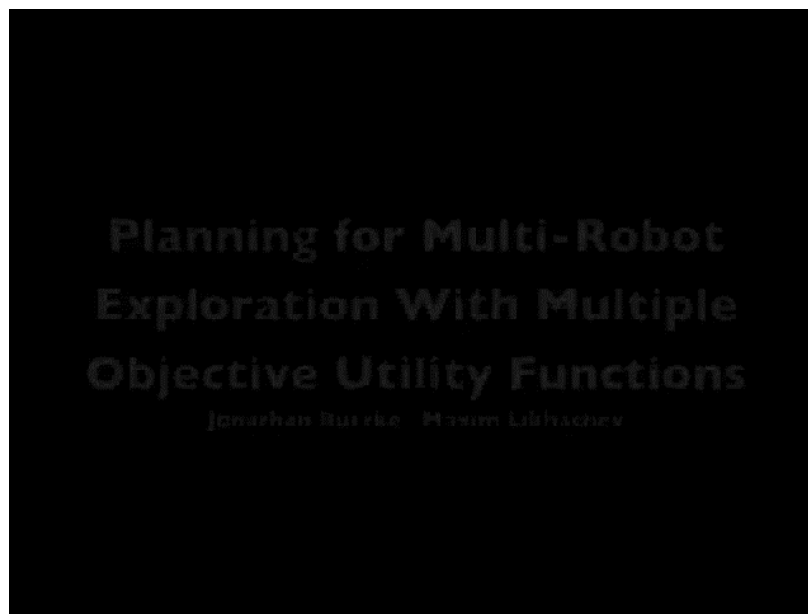 Planning for Multi-Robot
Exploration With Multiple
Objective Utility Functions
Jonathan Butzke Maxim Likhachev